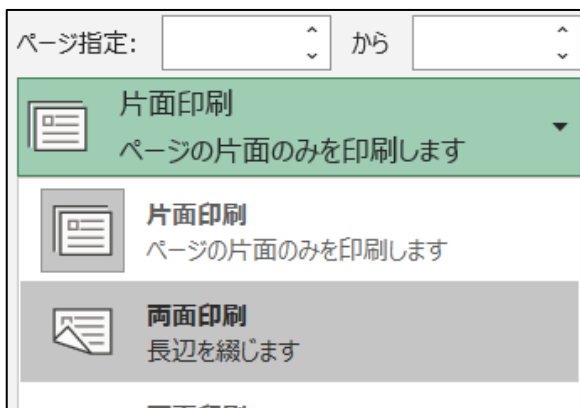 ページ指定: から
片面印刷
ページの片面のみを印刷します
片面印刷
ページの片面のみを印刷します
両面印刷
長辺を綴じます